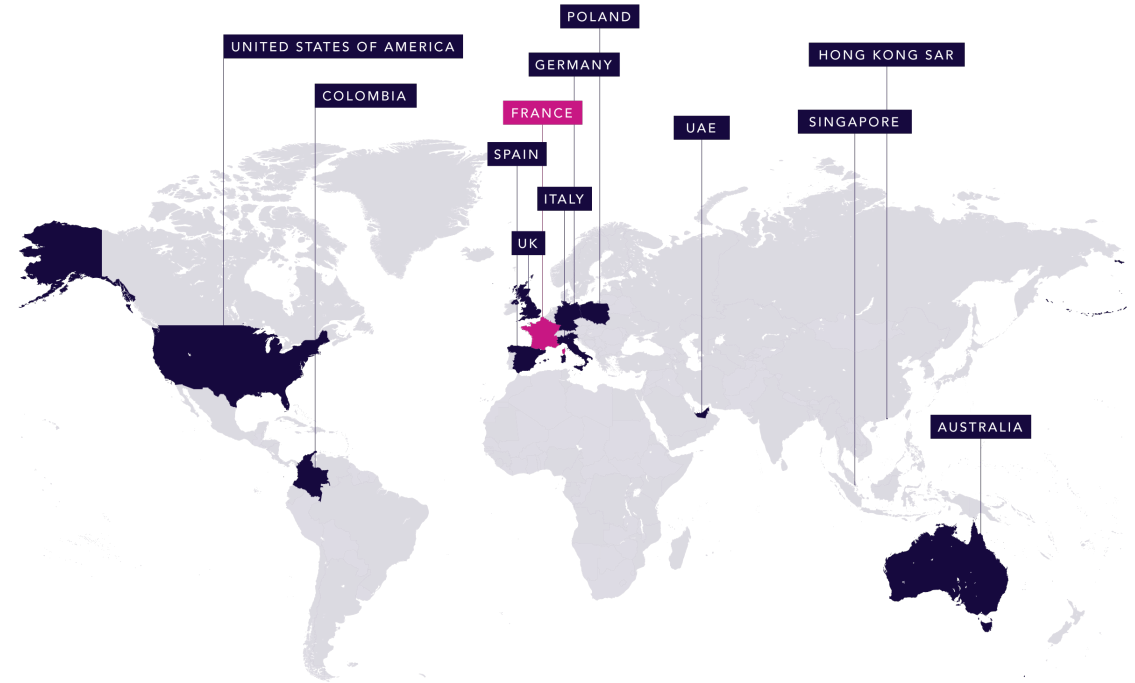 POLAND
UNITED STATES OF AMERICA
HONG KONG SAR
GERMANY
COLOMBIA
FRANCE
SINGAPORE
UAE
SPAIN
ITALY
UK
AUSTRALIA